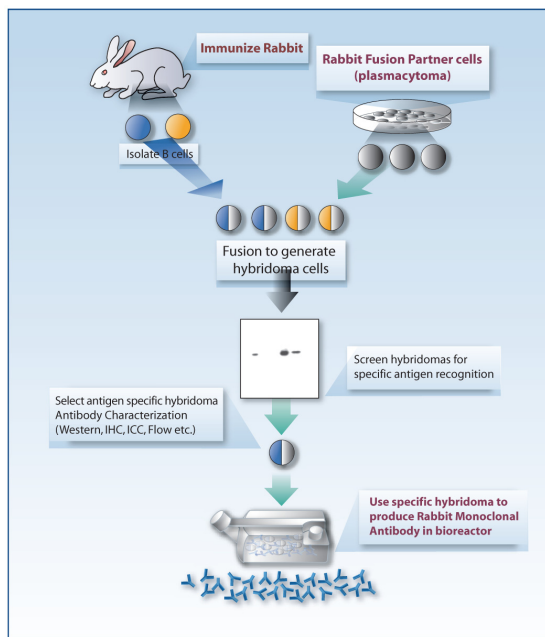 Immunize Rabbit
Rabbit Fusion Partner cells
(plasmacytoma)
Isolate B cells
Fusion to generate
hybridoma cells
Screen hybridomas for
specific antigen recognition
Select antigen specific hybridoma
Antibody Characterization
(Western, IHC, ICC, Flow etc.)
Use specific hybridoma to
produce Rabbit Monoclonal
Antibody in bioreactor